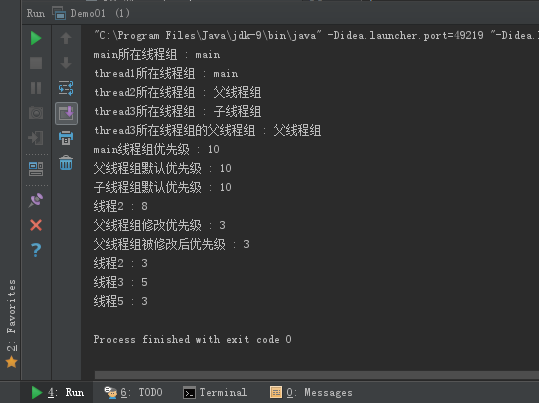 Run Demo01 (1)
"C:\Program Files\Java\jdk-9\bin\java" -Didea.launcher.port=49219 "-Didea.l
main所在线程组 : main
thread1所在线程组 : main
thread2所在线程组 : 父线程组
thread3所在线程组 : 子线程组
thread3所在线程组的父线程组 : 父线程组
main线程组优先级 : 10
父线程组默认优先级 : 10
子线程组默认优先级 : 10
线程2 : 8
父线程组修改优先级 : 3
父线程组被修改后优先级 : 3
线程2 : 3
线程3 : 5
线程5 : 3
Process finished with exit code 0
2: Favorites
4: Run 6: TODO Terminal 0: Messages